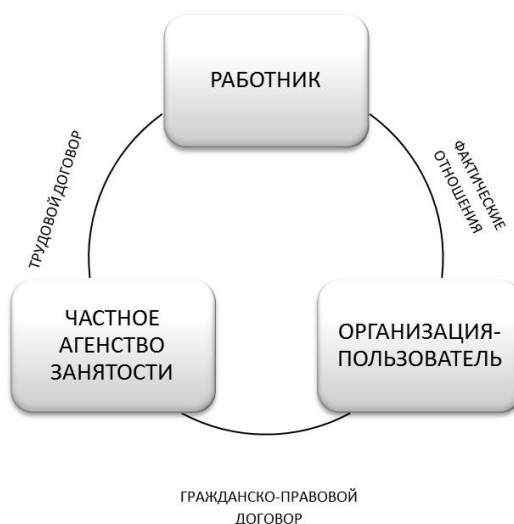 РАБОТНИК
ТРУДОВОЙ ДОГОВОР
ФАКТИЧЕСКИЕ
ОТНОШЕНИЯ
ЧАСТНОЕ
АГЕНСТВО
ЗАНЯТОСТИ
ОРГАНИЗАЦИЯ-
ПОЛЬЗОВАТЕЛЬ
ГРАЖДАНСКО-ПРАВОВОЙ
ДОГОВОР